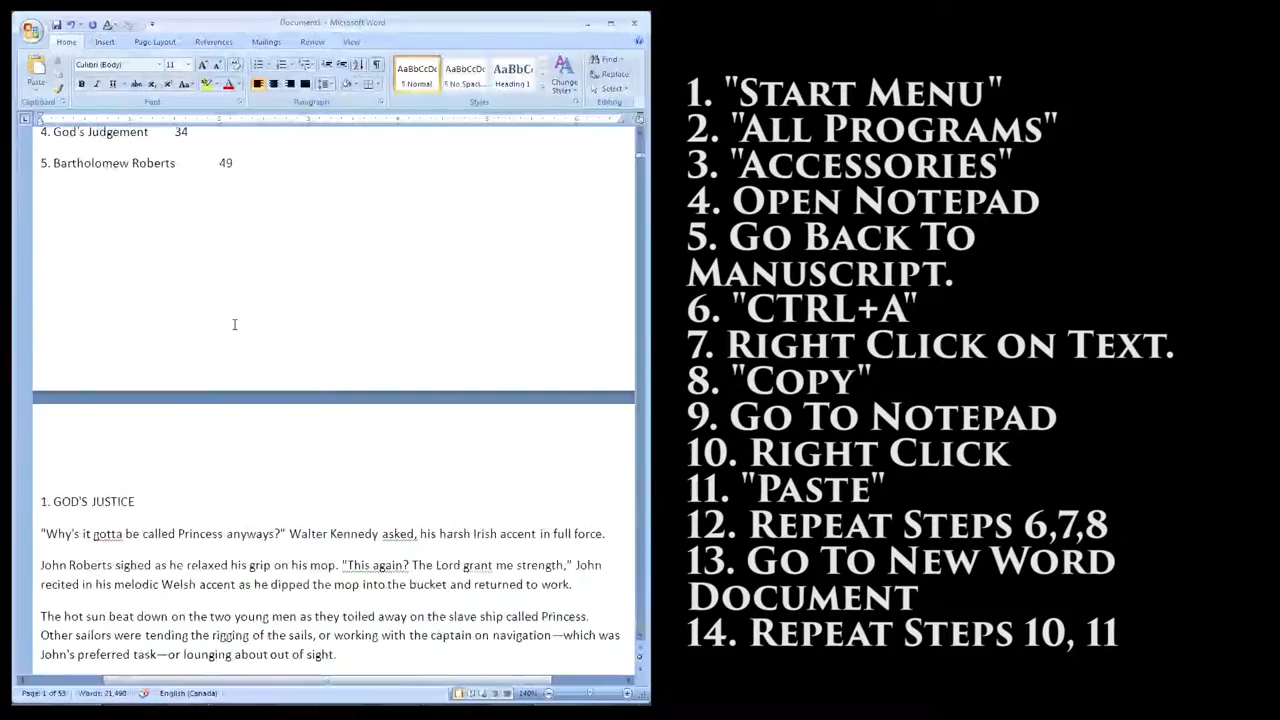 Document1 - Microsoft Word
Home Insert Page Layout References Mailings Review View
Calibri (Body) 11
AaBbCcDc AaBbCcDc AaBbC
Find
Paste
¶ Normal ¶ No Spaci... Heading 1
Change Styles
Replace
Select
Clipboard Font Paragraph Styles Editing
4. God's Judgement 34
5. Bartholomew Roberts 49
1. GOD'S JUSTICE
"Why's it gotta be called Princess anyways?" Walter Kennedy asked, his harsh Irish accent in full force.
John Roberts sighed as he relaxed his grip on his mop. "This again? The Lord grant me strength," John
recited in his melodic Welsh accent as he dipped the mop into the bucket and returned to work.
The hot sun beat down on the two young men as they toiled away on the slave ship called Princess.
Other sailors were tending the rigging of the sails, or working with the captain on navigation—which was
John's preferred task—or lounging about out of sight.
Page: 1 of 53 Words: 21,490 English (Canada) 140%
1. "Start Menu"
2. "All Programs"
3. "Accessories"
4. Open Notepad
5. Go Back To
Manuscript.
6. "CTRL+A"
7. Right Click on Text.
8. "Copy"
9. Go To Notepad
10. Right Click
11. "Paste"
12. Repeat Steps 6,7,8
13. Go To New Word
Document
14. Repeat Steps 10, 11